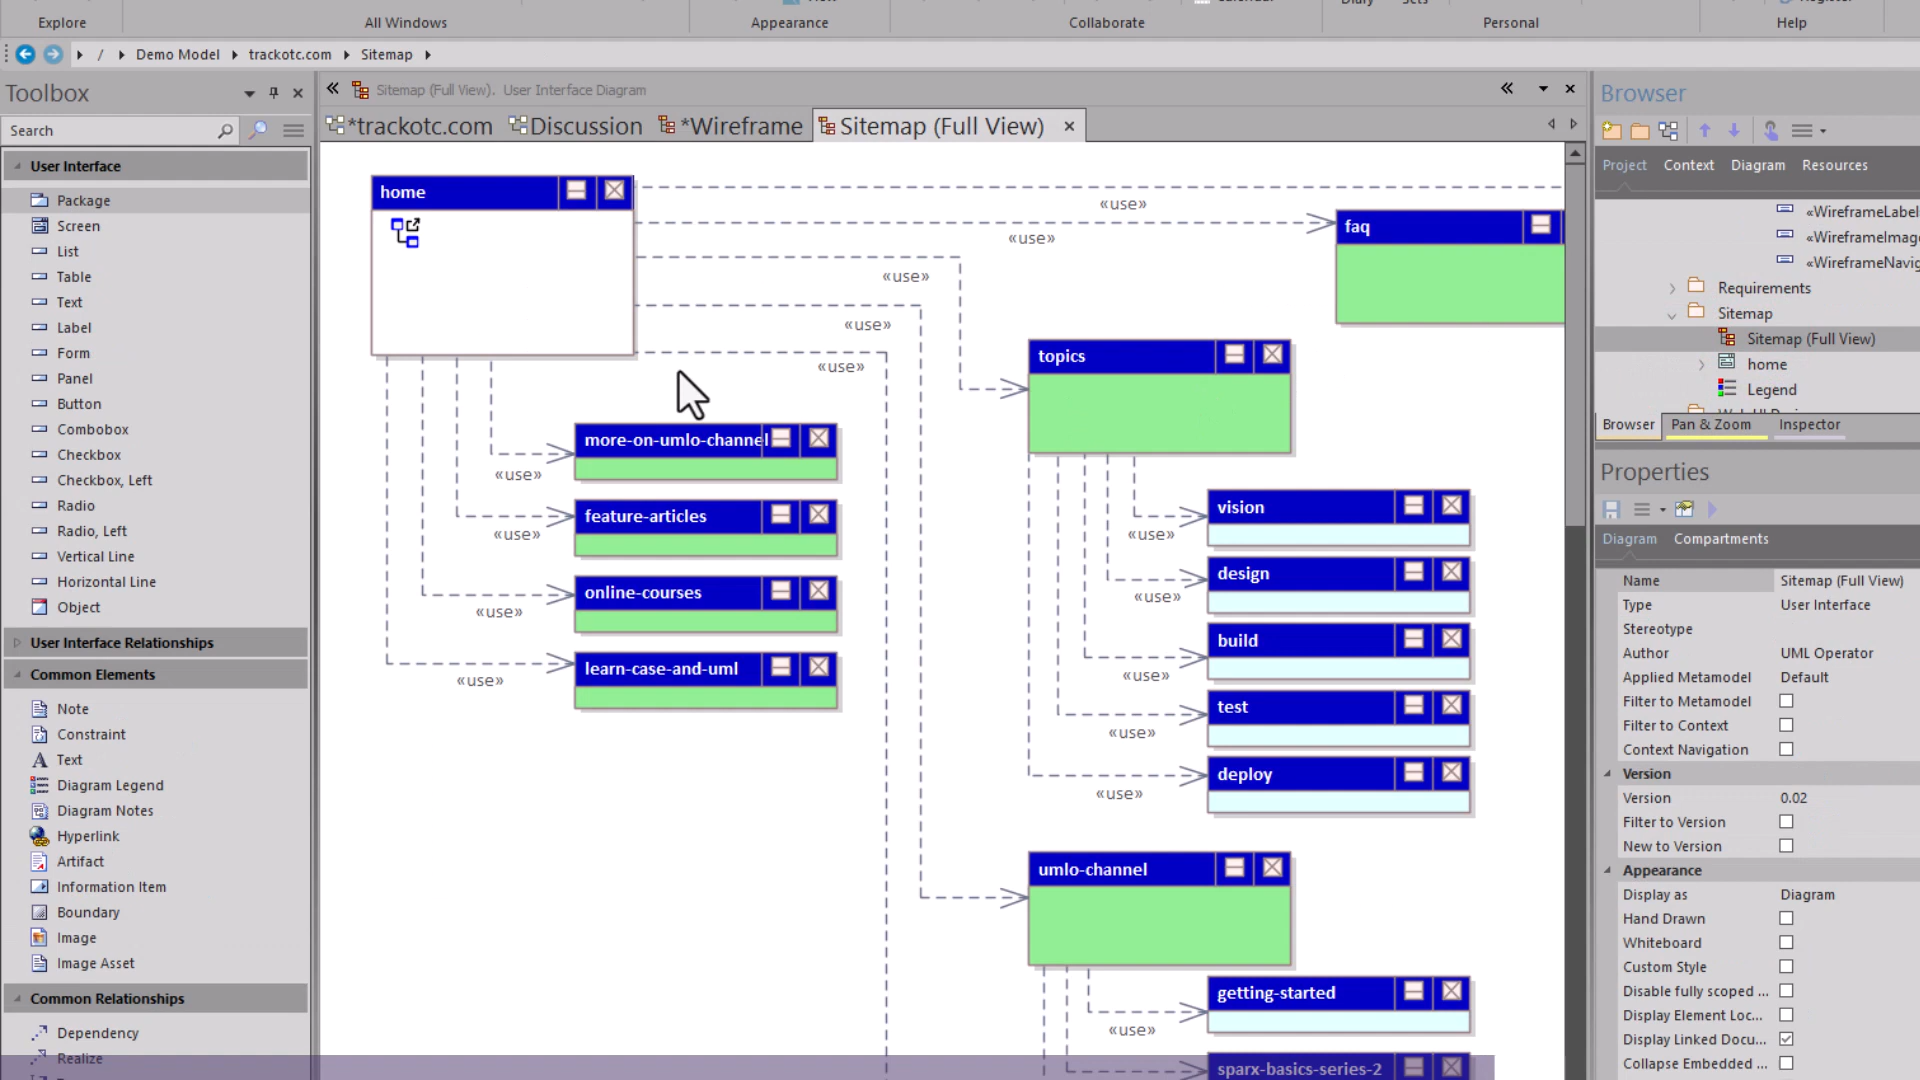 Explore
All Windows
Appearance
Collaborate
Personal
Help
/ Demo Model trackotc.com Sitemap
Toolbox
Search
User Interface
Package
Screen
List
Table
Text
Label
Form
Panel
Button
Combobox
Checkbox
Checkbox, Left
Radio
Radio, Left
Vertical Line
Horizontal Line
Object
User Interface Relationships
Common Elements
Note
Constraint
Text
Diagram Legend
Diagram Notes
Hyperlink
Artifact
Information Item
Boundary
Image
Image Asset
Common Relationships
Dependency
Realize
Sitemap (Full View). User Interface Diagram
*trackotc.com Discussion *Wireframe Sitemap (Full View)
home
«use»
«use»
faq
«use»
«use»
«use»
topics
more-on-umlo-channel
«use»
feature-articles
«use»
online-courses
«use»
learn-case-and-uml
«use»
vision
«use»
design
«use»
build
«use»
test
«use»
deploy
«use»
umlo-channel
getting-started
«use»
sparx-basics-series-2
Browser
Project Context Diagram Resources
«WireframeLabel
«WireframeImag
«WireframeNavig
Requirements
Sitemap
Sitemap (Full View)
home
Legend
Browser Pan & Zoom Inspector
Properties
Diagram Compartments
Name Sitemap (Full View)
Type User Interface
Stereotype
Author UML Operator
Applied Metamodel Default
Filter to Metamodel
Filter to Context
Context Navigation
Version
Version 0.02
Filter to Version
New to Version
Appearance
Display as Diagram
Hand Drawn
Whiteboard
Custom Style
Disable fully scoped ...
Display Element Loc...
Display Linked Docu...
Collapse Embedded ...